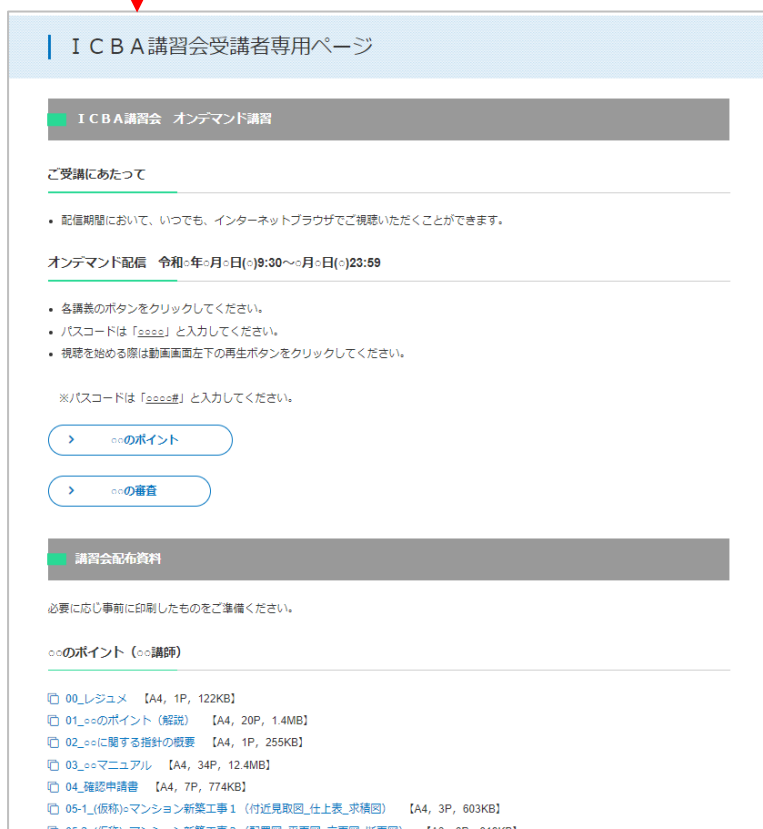 ＩＣＢＡ講習会受講者専用ページ
ＩＣＢＡ講習会　オンデマンド講習
ご受講にあたって
• 配信期間において、いつでも、インターネットブラウザでご視聴いただくことができます。
オンデマンド配信　令和○年○月○日(○)9:30～○月○日(○)23:59
• 各講義のボタンをクリックしてください。
• パスコードは「○○○○」と入力してください。
• 視聴を始める際は動画画面左下の再生ボタンをクリックしてください。
※パスコードは「○○○○#」と入力してください。
○○のポイント
○○の審査
講習会配布資料
必要に応じ事前に印刷したものをご準備ください。
○○のポイント（○○講師）
00_レジュメ　【A4，1P，122KB】
01_○○のポイント（解説）　【A4，20P，1.4MB】
02_○○に関する指針の概要　【A4，1P，255KB】
03_○○マニュアル　【A4，34P，12.4MB】
04_確認申請書　【A4，7P，774KB】
05-1_(仮称)○マンション新築工事１（付近見取図_仕上表_求積図）　【A4，3P，603KB】